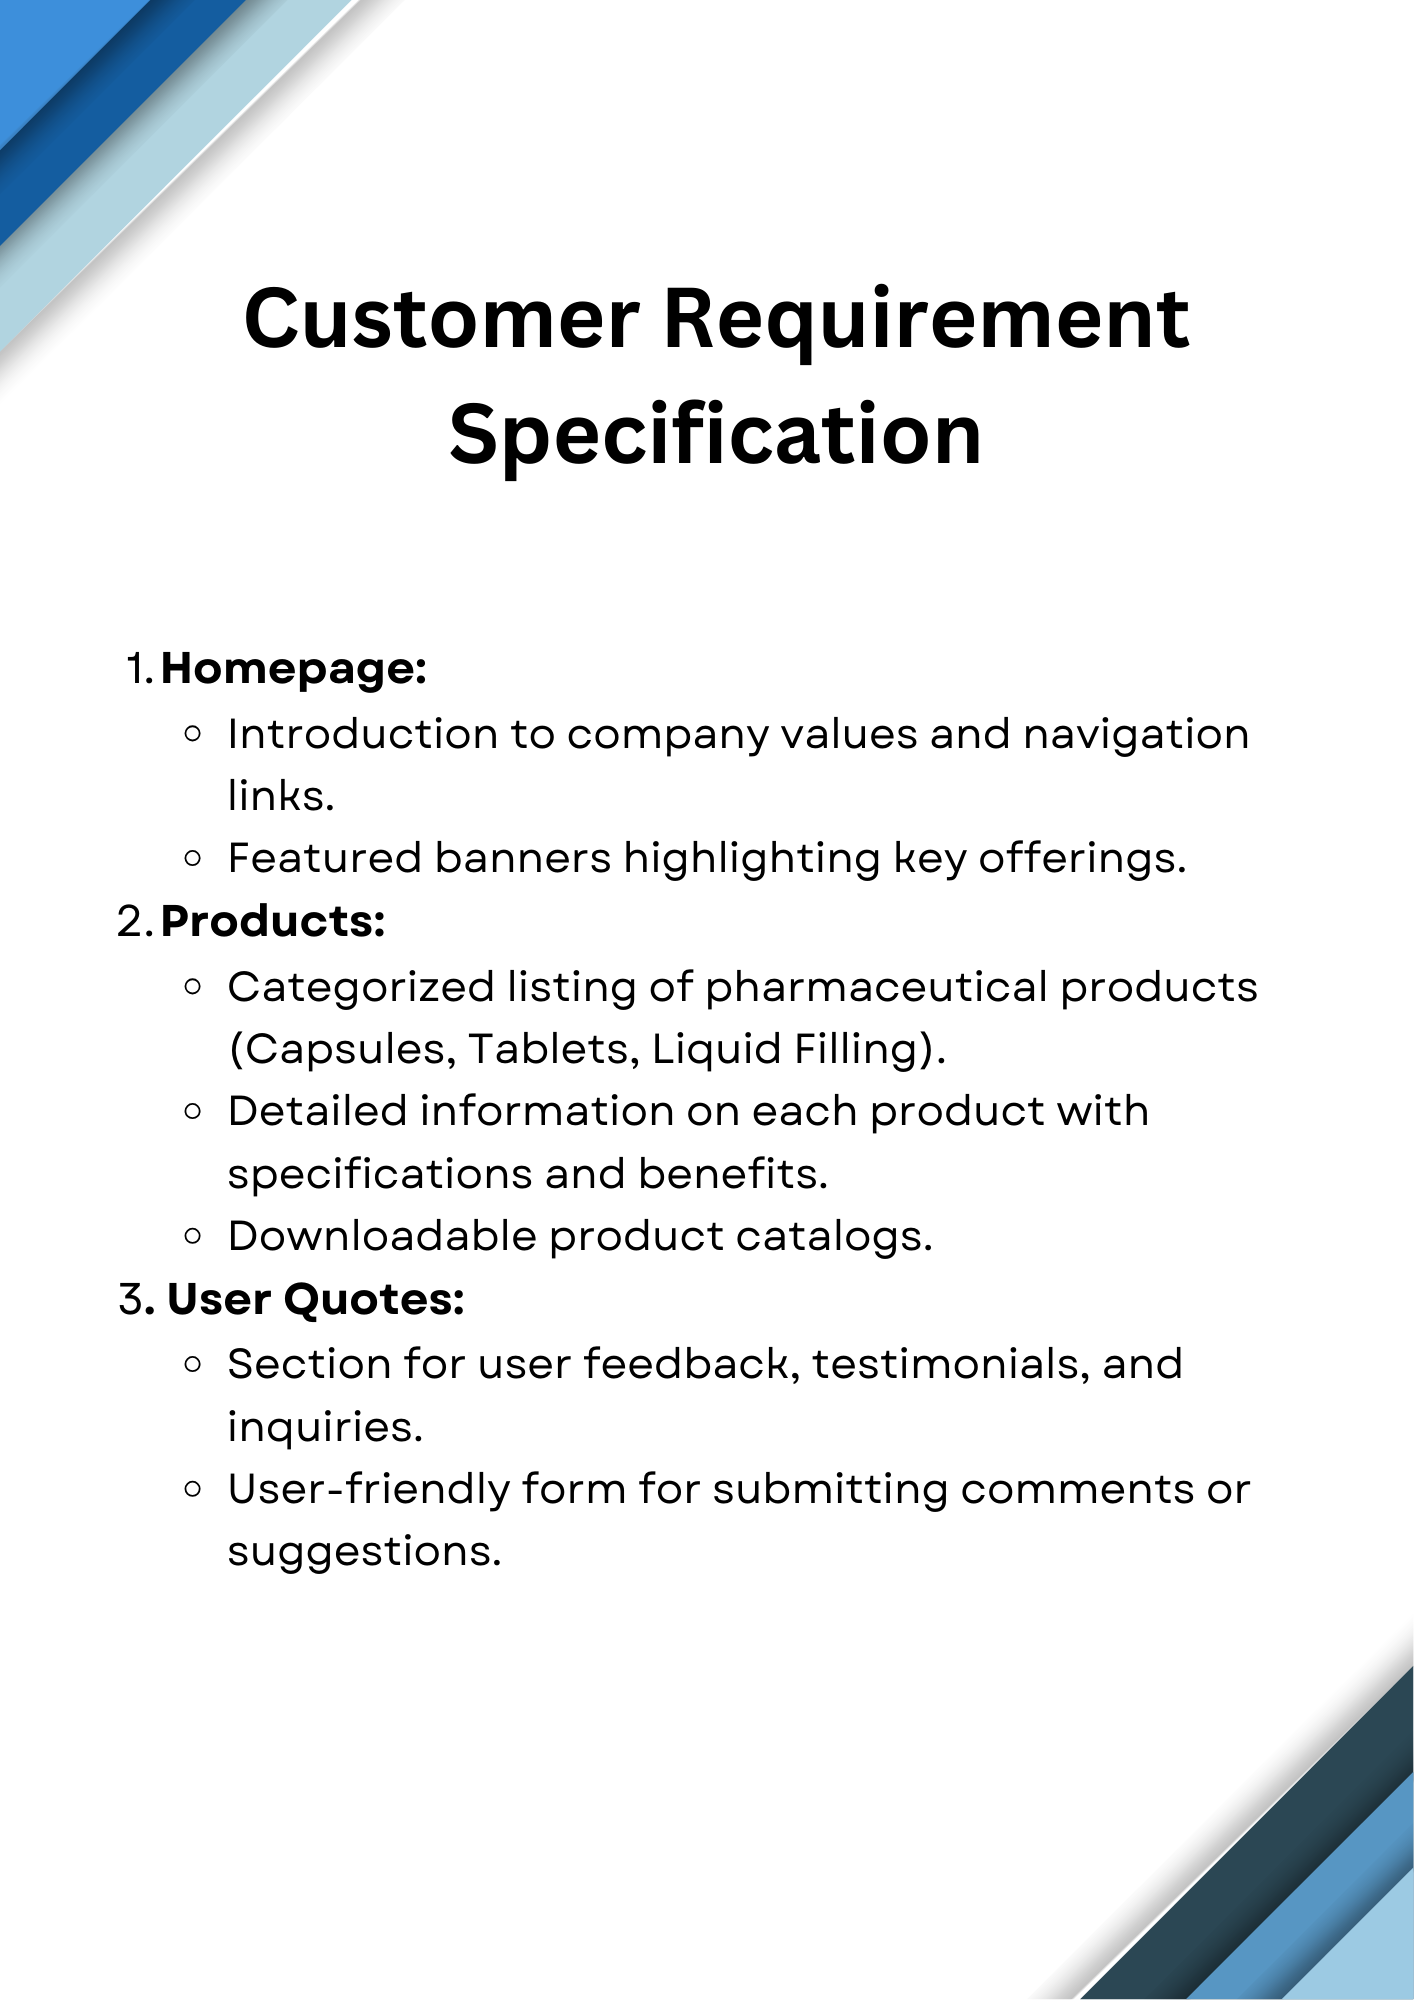 Customer Requirement
Specification
1. Homepage:
○ Introduction to company values and navigation
links.
○ Featured banners highlighting key offerings.
2. Products:
○ Categorized listing of pharmaceutical products
(Capsules, Tablets, Liquid Filling).
○ Detailed information on each product with
specifications and benefits.
○ Downloadable product catalogs.
3. User Quotes:
○ Section for user feedback, testimonials, and
inquiries.
○ User-friendly form for submitting comments or
suggestions.